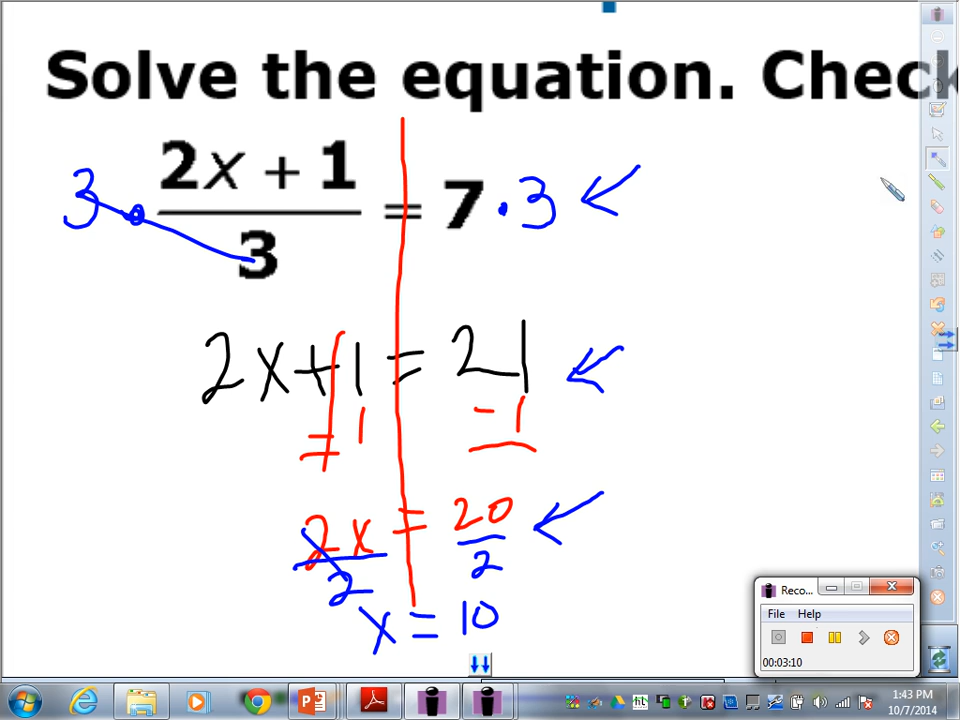 Solve the equation. Check
3 · 2x + 1 = 7 · 3
3
2x+1 = 21
- 1 - 1
2x = 20
2 2
x = 10
Reco...
File Help
00:03:10
1:43 PM
10/7/2014